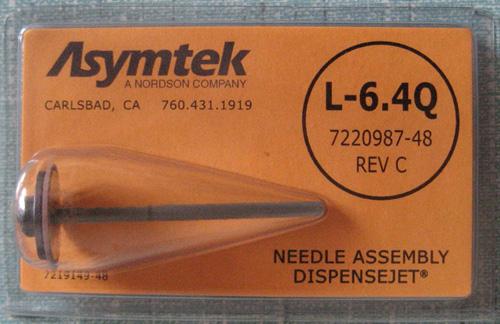 Asymtek
A NORDSON COMPANY
CARLSBAD, CA 760.431.1919
L-6.4Q
7220987-48
REV C
NEEDLE ASSEMBLY
DISPENSEJET®
7219149-48